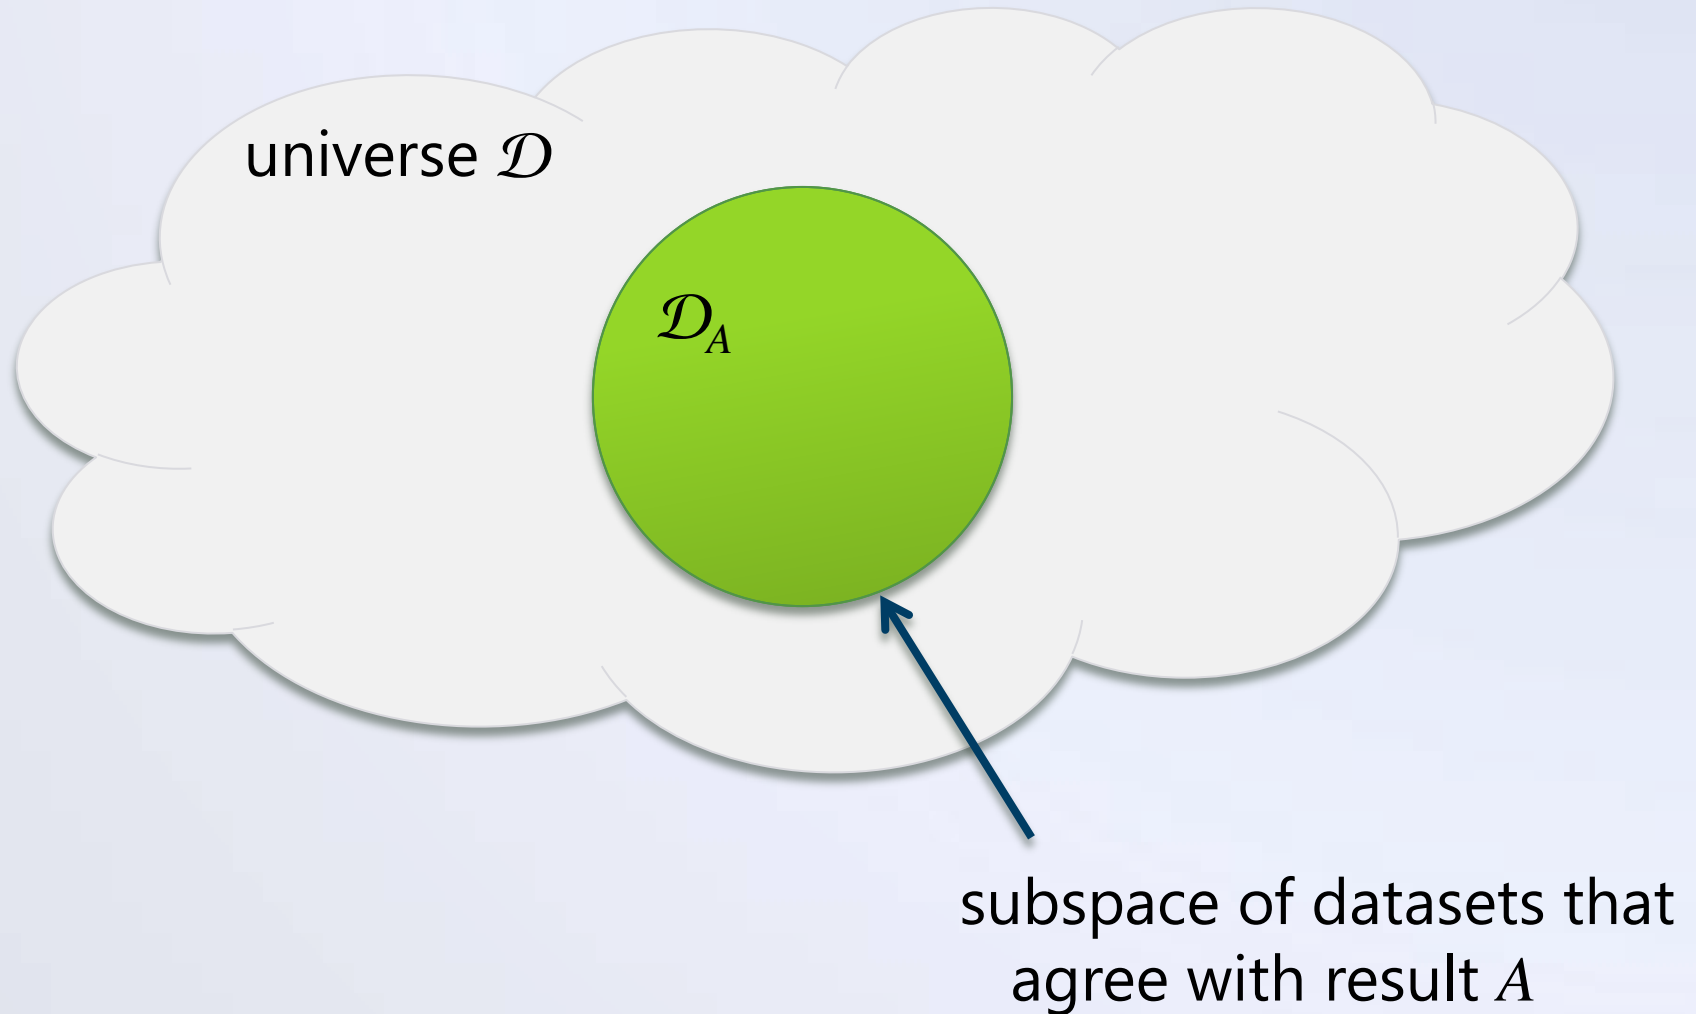 universe 𝒟
𝒟_A
subspace of datasets that
agree with result A